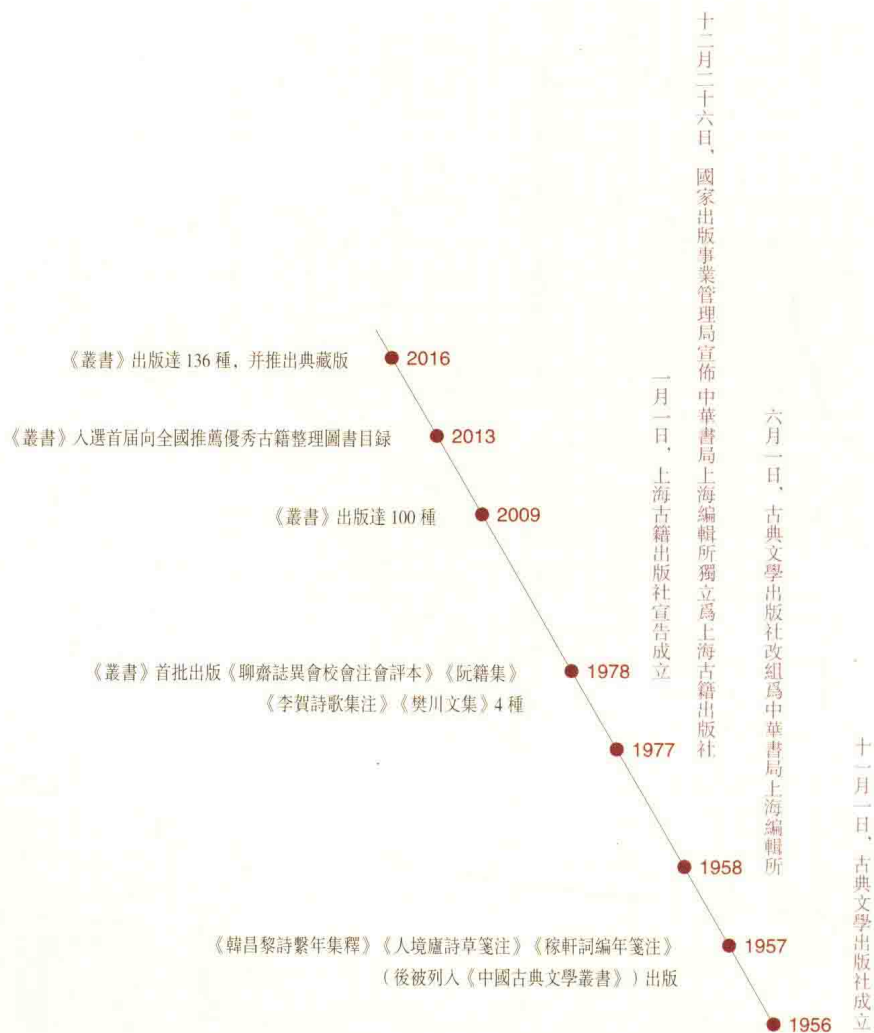 十二月二十六日，國家出版事業管理局宣佈中華書局上海編輯所獨立爲上海古籍出版社
《叢書》出版達 136 種，并推出典藏版
2016
一月一日，上海古籍出版社宣告成立
六月一日，古典文學出版社改組爲中華書局上海編輯所
《叢書》入選首届向全國推薦優秀古籍整理圖書目録
2013
《叢書》出版達 100 種
2009
《叢書》首批出版《聊齋誌異會校會注會評本》《阮籍集》
《李賀詩歌集注》《樊川文集》4 種
1978
1977
十一月一日，古典文學出版社成立
1958
《韓昌黎詩繫年集釋》《人境廬詩草箋注》《稼軒詞編年箋注》
（後被列入《中國古典文學叢書》）出版
1957
1956